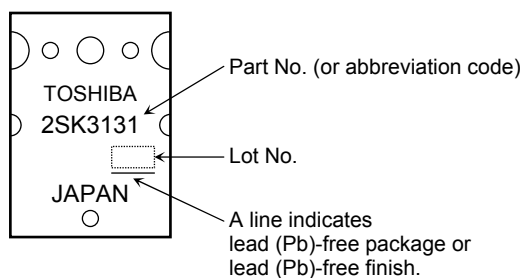 TOSHIBA
2SK3131
JAPAN
Part No. (or abbreviation code)
Lot No.
A line indicates
lead (Pb)-free package or
lead (Pb)-free finish.